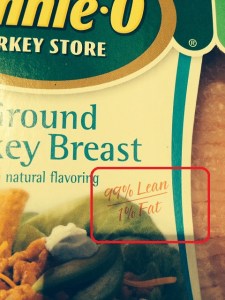 nnie-O
RKEY STORE
®
Ground
key Breast
natural flavoring
99% Lean
1% Fat